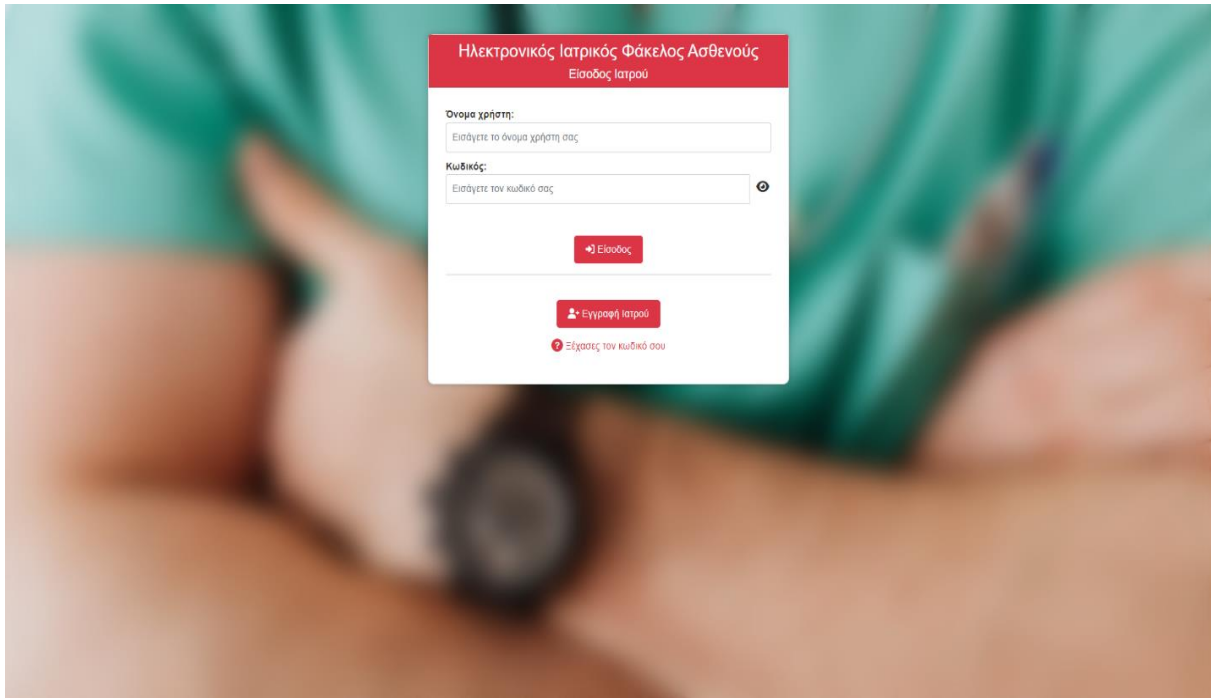 Ηλεκτρονικός Ιατρικός Φάκελος Ασθενούς
Είσοδος Ιατρού
Όνομα χρήστη:
Εισάγετε το όνομα χρήστη σας
Κωδικός:
Εισάγετε τον κωδικό σας
Είσοδος
Εγγραφή Ιατρού
Ξέχασες τον κωδικό σου